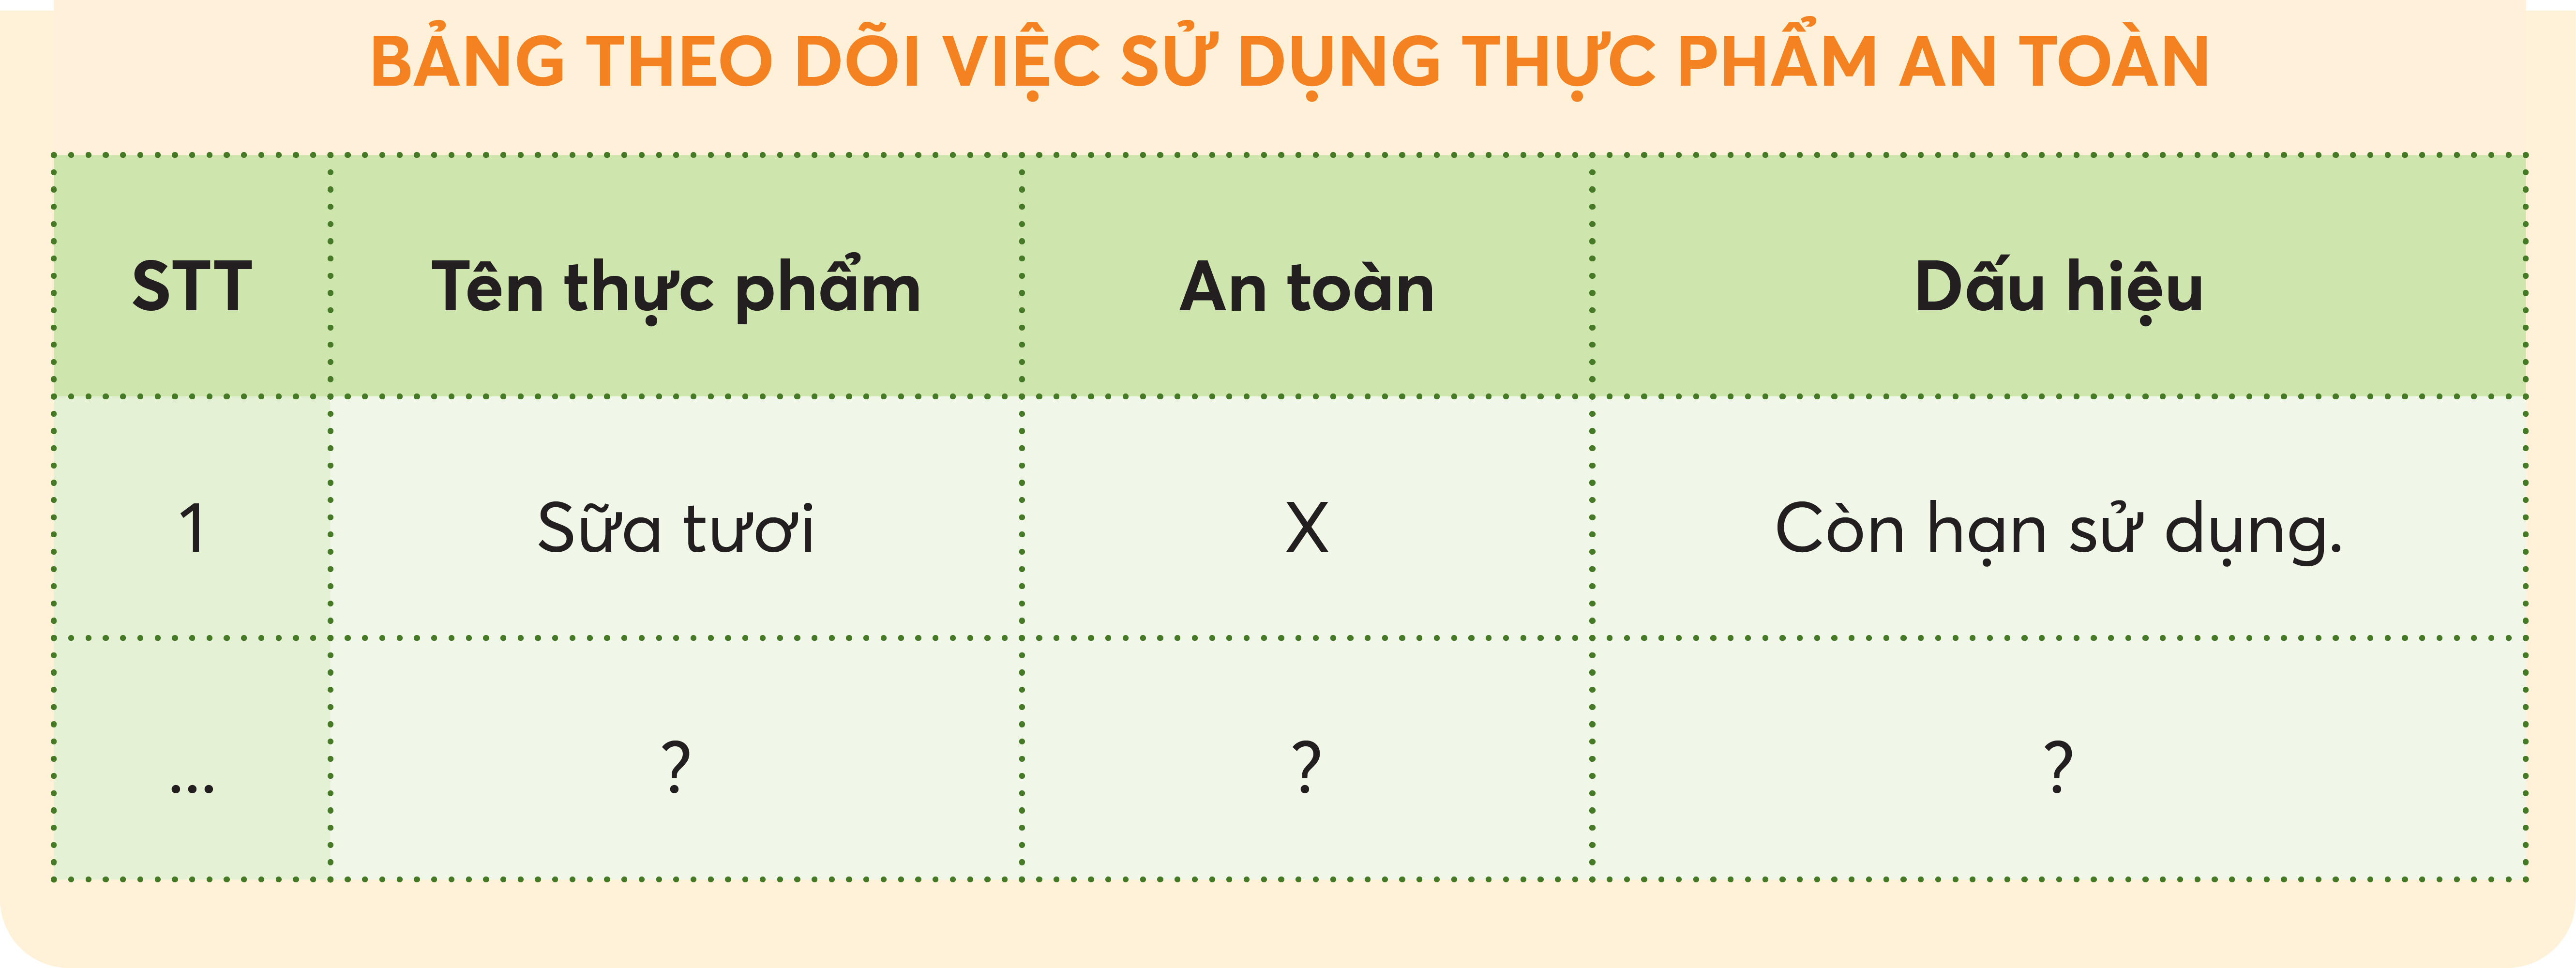 BẢNG THEO DÕI VIỆC SỬ DỤNG THỰC PHẨM AN TOÀN
STT Tên thực phẩm An toàn Dấu hiệu
1 Sữa tươi X Còn hạn sử dụng.
... ? ? ?